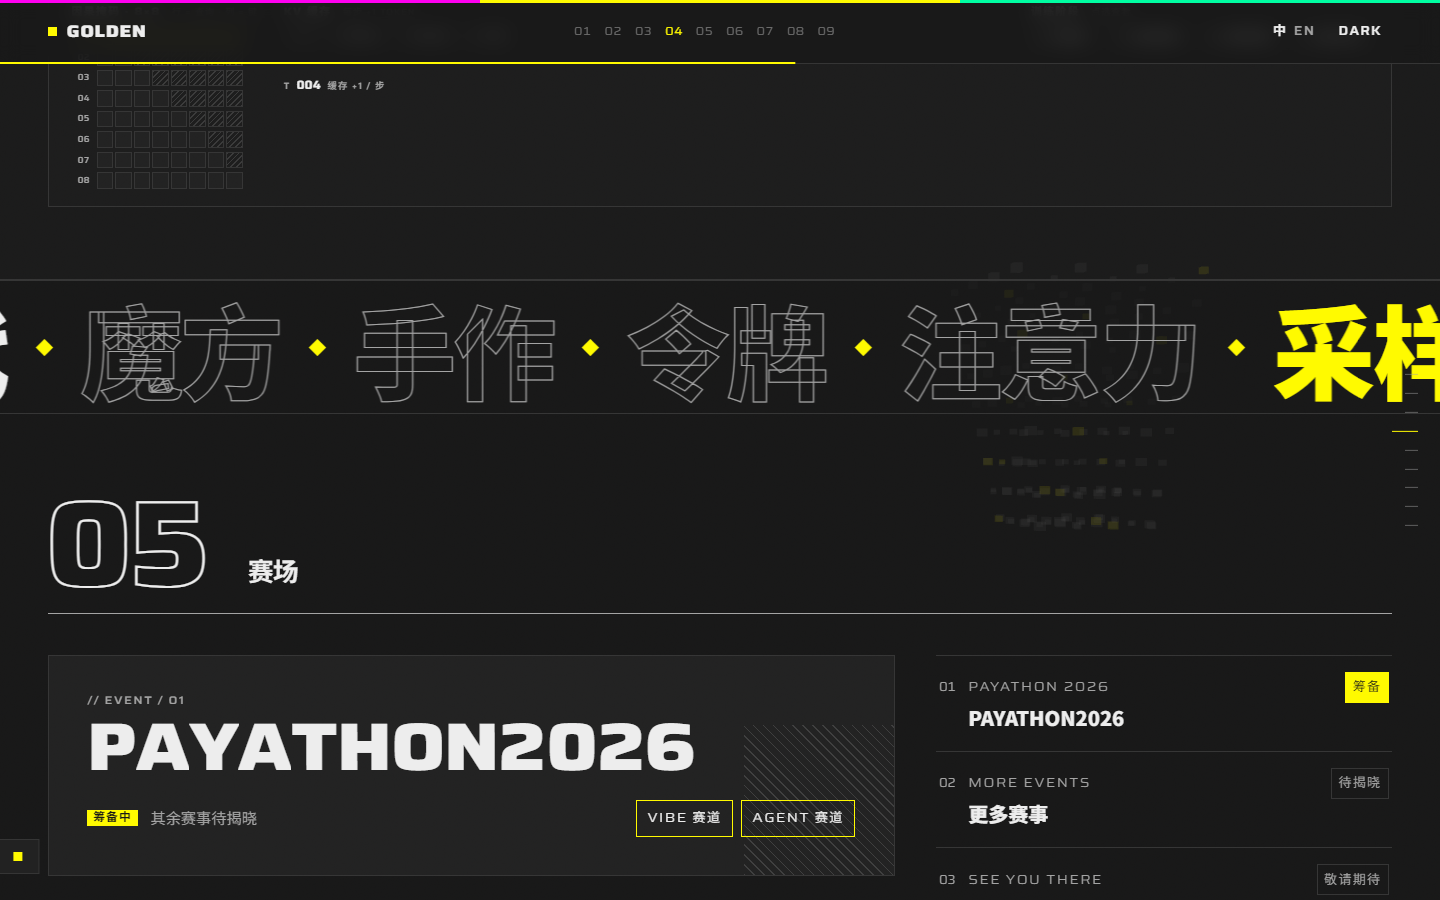 GOLDEN
01 02 03 04 05 06 07 08 09
中 EN DARK
03
T 004 缓存 +1 / 步
04
05
06
07
08
魔方 手作 令牌 注意力 采样
05 赛场
// EVENT / 01
PAYATHON2026
筹备中 其余赛事待揭晓
VIBE 赛道 AGENT 赛道
01 PAYATHON 2026 筹备
PAYATHON2026
02 MORE EVENTS 待揭晓
更多赛事
03 SEE YOU THERE 敬请期待